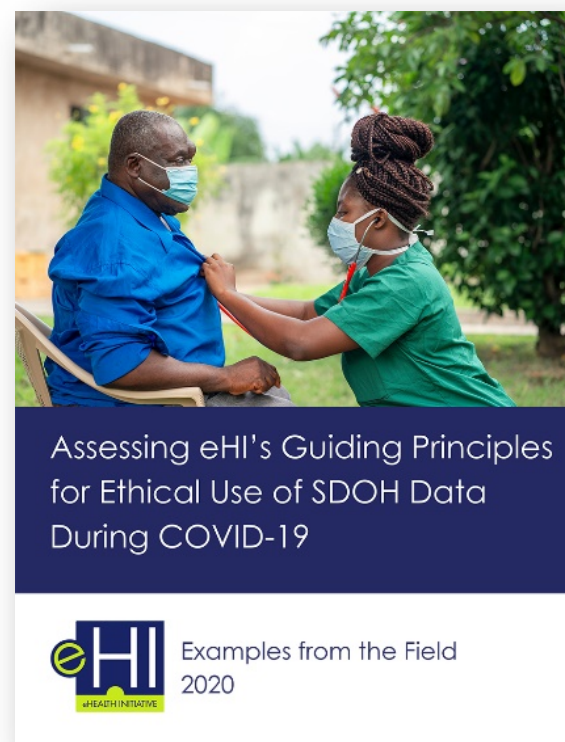 Assessing eHI's Guiding Principles
for Ethical Use of SDOH Data
During COVID-19
eHI
eHEALTH INITIATIVE
Examples from the Field
2020